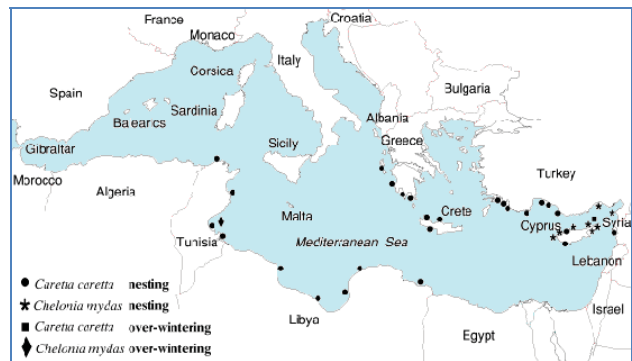 France
Croatia
Monaco
Italy
Corsica
Bulgaria
Spain
Sardinia
Albania
Balearics
Greece
Sicily
Gibraltar
Turkey
Morocco
Algeria
Crete
Malta
Cyprus
Syria
Tunisia
Mediterranean Sea
Lebanon
Caretta caretta nesting
Chelonia mydas nesting
Israel
Caretta caretta over-wintering
Libya
Egypt
Chelonia mydas over-wintering